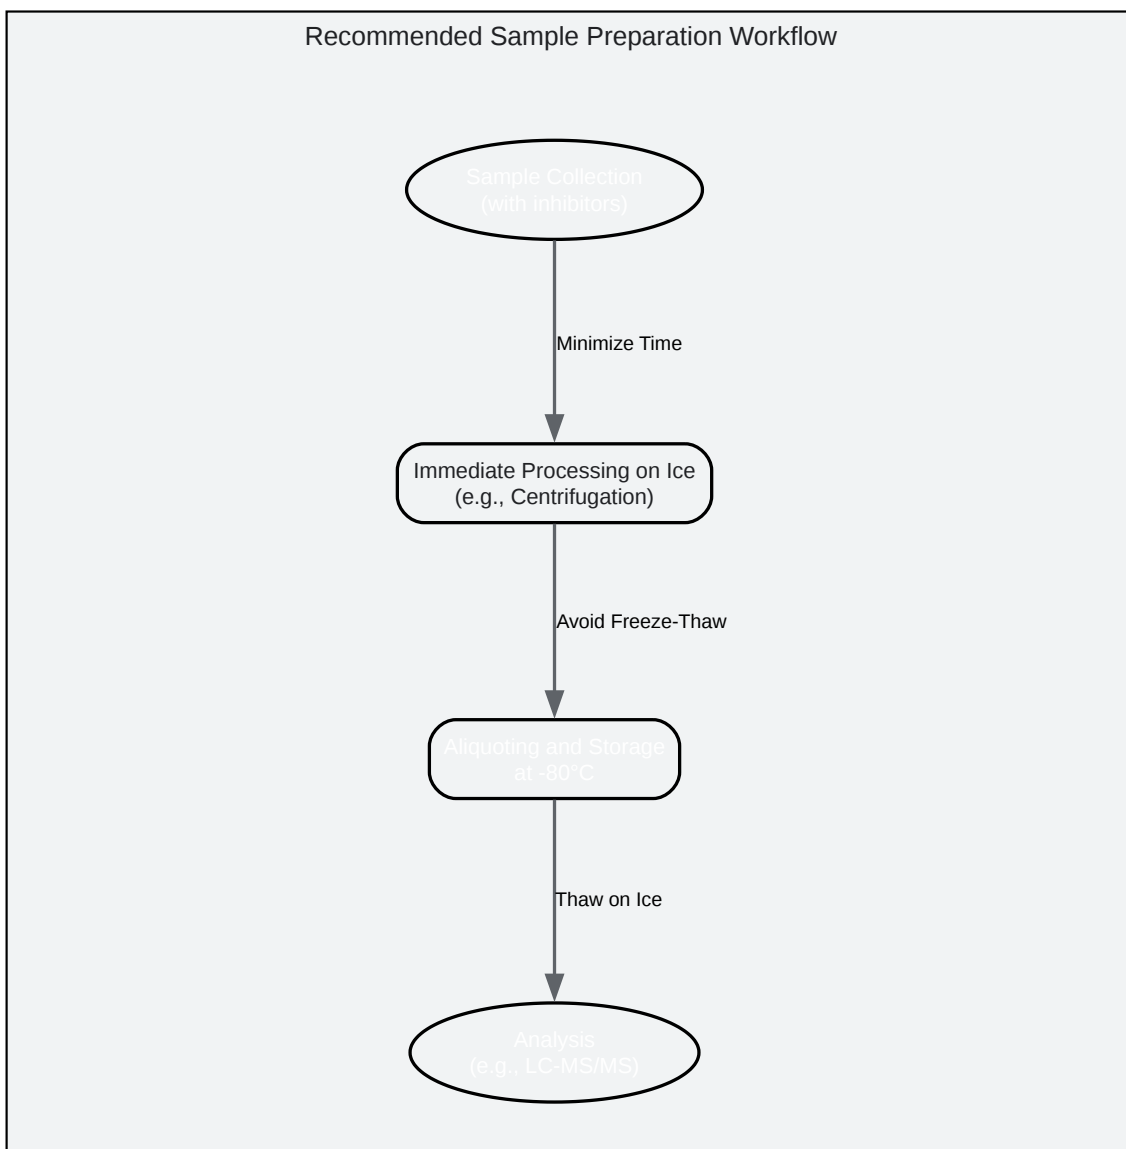 Recommended Sample Preparation Workflow
Sample Collection
(with inhibitors)
Minimize Time
Immediate Processing on Ice
(e.g., Centrifugation)
Avoid Freeze-Thaw
Aliquoting and Storage
at -80°C
Thaw on Ice
Analysis
(e.g., LC-MS/MS)